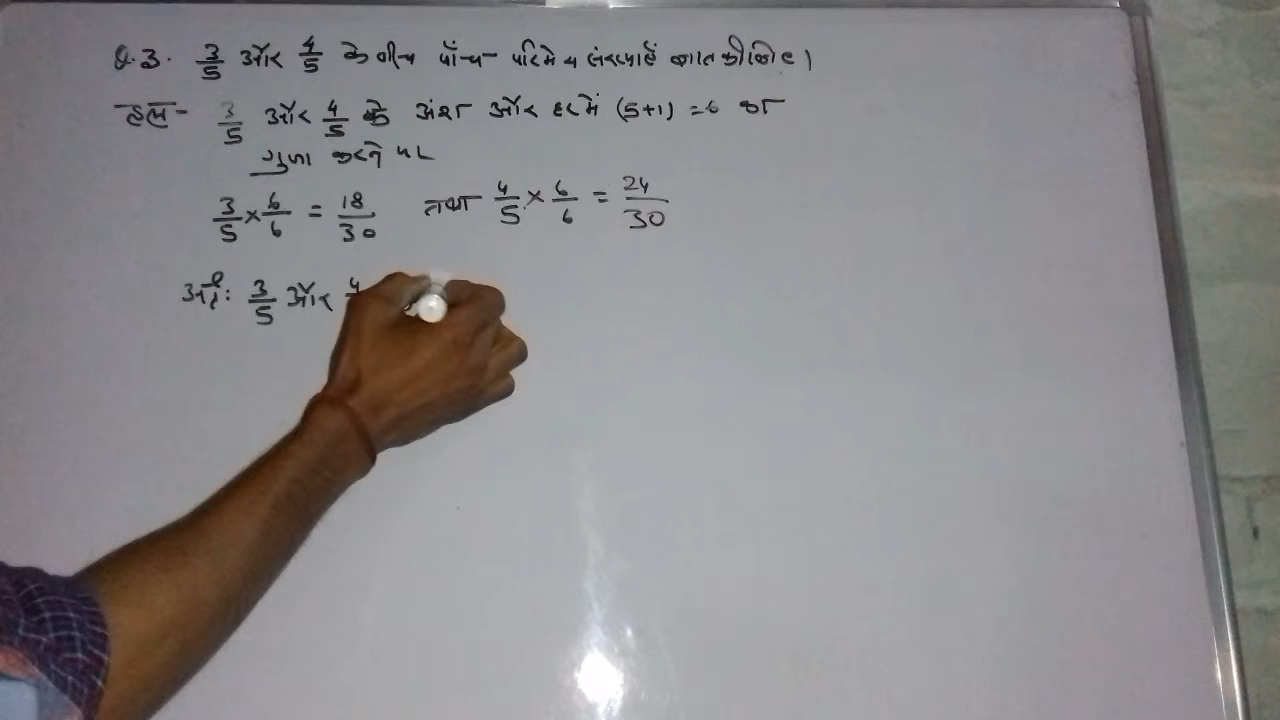 Q.3. 3/5 और 4/5 के बीच पाँच परिमेय संख्याएँ ज्ञात कीजिए।
हल- 3/5 और 4/5 के अंश और हर में (5+1) = 6 का
गुणा करने पर
3/5 × 6/6 = 18/30 तथा 4/5 × 6/6 = 24/30
अतः 3/5 और 4